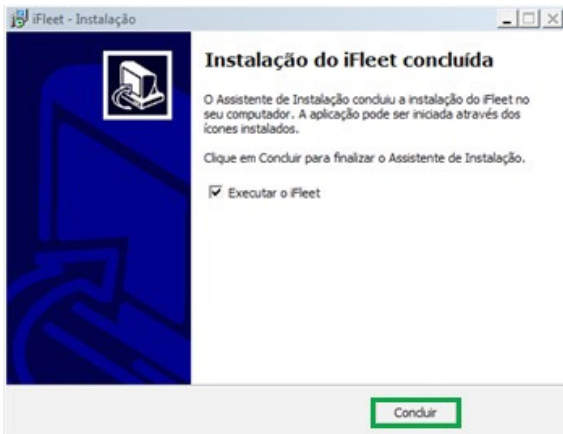 iFleet - Instalação
Instalação do iFleet concluída
O Assistente de Instalação concluiu a instalação do iFleet no
seu computador. A aplicação pode ser iniciada através dos
ícones instalados.
Clique em Concluir para finalizar o Assistente de Instalação.
Executar o iFleet
Concluir